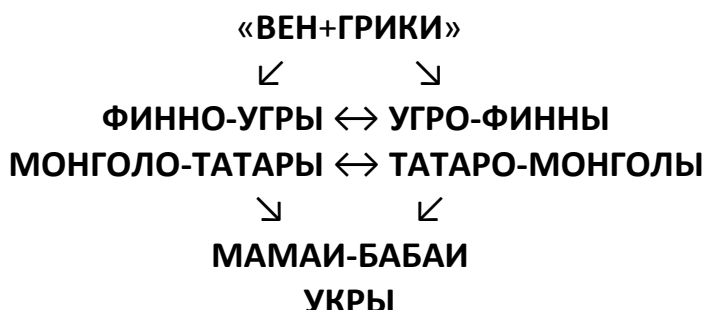 «ВЕН+ГРИКИ»
↙ ↘
ФИННО-УГРЫ ↔ УГРО-ФИННЫ
МОНГОЛО-ТАТАРЫ ↔ ТАТАРО-МОНГОЛЫ
↘ ↙
МАМАИ-БАБАИ
УКРЫ